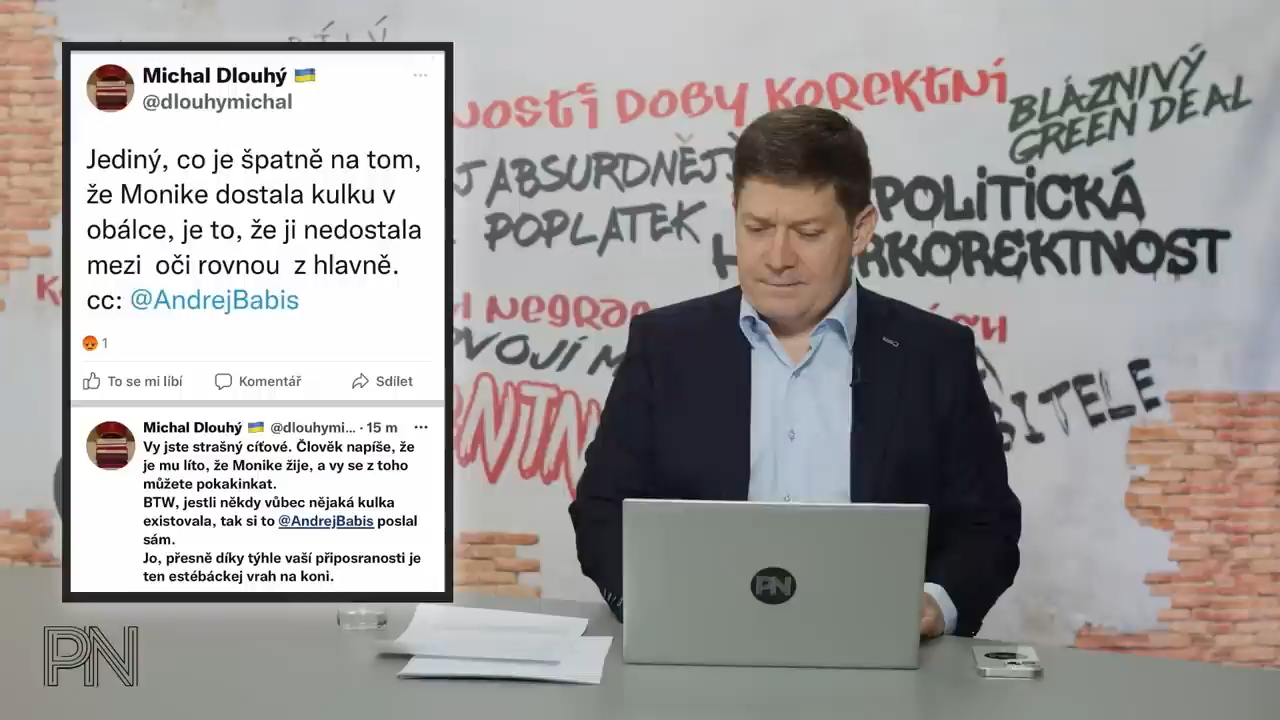 Michal Dlouhý
@dlouhymichal
Jediný, co je špatně na tom,
že Monike dostala kulku v
obálce, je to, že ji nedostala
mezi oči rovnou z hlavně.
cc: @AndrejBabis
1
To se mi líbí
Komentář
Sdílet
Michal Dlouhý @dlouhymi... · 15 m
Vy jste strašný cíťové. Člověk napíše, že
je mu líto, že Monike žije, a vy se z toho
můžete pokakinkat.
BTW, jestli někdy vůbec nějaká kulka
existovala, tak si to @AndrejBabis poslal
sám.
Jo, přesně díky týhle vaší připosranosti je
ten estébáckej vrah na koni.
DOBY KOREKTNÍ
BLÁZNIVÝ
GREEN DEAL
POPLATEK
POLITICKÁ
PN
PN